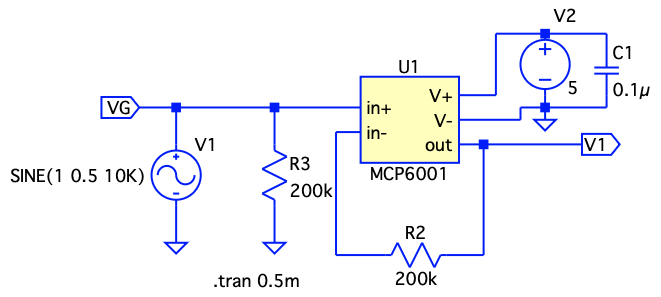 V2
U1
C1
VG
in+
V+
5
0.1µ
in-
V-
V1
SINE(1 0.5 10K)
R3
200k
out
MCP6001
V1
R2
200k
.tran 0.5m